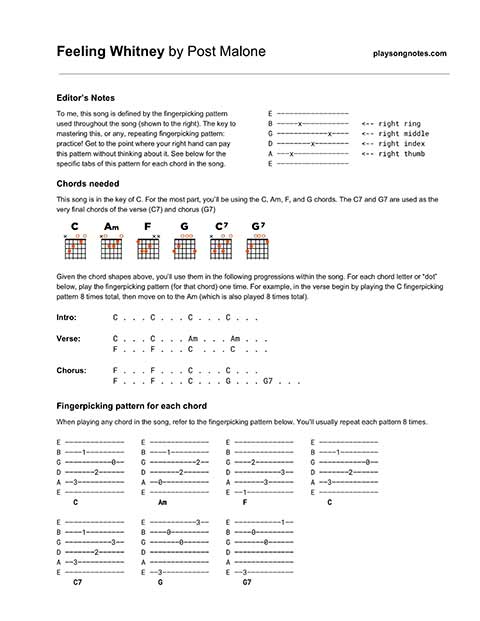 Feeling Whitney by Post Malone
playsongnotes.com
Editor's Notes
To me, this song is defined by the fingerpicking pattern
used throughout the song (shown to the right). The key to
mastering this, or any, repeating fingerpicking pattern:
practice! Get to the point where your right hand can pay
this pattern without thinking about it. See below for the
specific tabs of this pattern for each chord in the song.
E ------------------
B -----x------------ <-- right ring
G -------------x---- <-- right middle
D ---------x-------- <-- right index
A ---x-------------- <-- right thumb
E ------------------
Chords needed
This song is in the key of C. For the most part, you'll be using the C, Am, F, and G chords. The C7 and G7 are used as the
very final chords of the verse (C7) and chorus (G7)
C Am F G C7 G7
Given the chord shapes above, you'll use them in the following progressions within the song. For each chord letter or "dot"
below, play the fingerpicking pattern (for that chord) one time. For example, in the verse begin by playing the C fingerpicking
pattern 8 times total, then move on to the Am (which is also played 8 times total).
Intro: C . . . C . . . C . . . C . . .
Verse: C . . . C . . . Am . . . Am . . .
F . . . F . . . C . . . C . . .
Chorus: F . . . F . . . C . . . C . . .
F . . . F . . . C . . . G . . . G7 . . .
Fingerpicking pattern for each chord
When playing any chord in the song, refer to the fingerpicking pattern below. You'll usually repeat each pattern 8 times.
E --------------- E --------------- E --------------- E ---------------
B ----1---------- B ----1---------- B --------------- B ----1----------
G -----------0--- G -----------2-- G ----2---------- G -----------0--
D -------2------- D -------2------- D -----------3-- D -------2-------
A --3------------ A --0------------ A -------3------- A --3------------
E --------------- E --------------- E --1------------ E ---------------
C Am F C
E --------------- E -----------3-- E -----------1--
B ----1---------- B ----0---------- B ----0----------
G -----------3-- G -------0------- G -------0-------
D -------2------- D --------------- D ---------------
A --3------------ A --------------- A ---------------
E --------------- E --3------------ E --3------------
C7 G G7